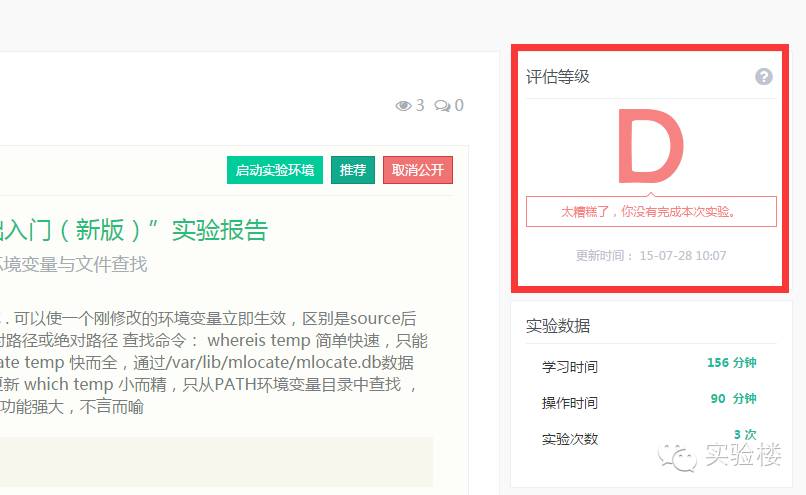 3 0
启动实验环境 推荐 取消公开
入门（新版）”实验报告
环境变量与文件查找
. 可以使一个刚修改的环境变量立即生效，区别是source后
对路径或绝对路径 查找命令： whereis temp 简单快速，只能
ate temp 快而全，通过/var/lib/mlocate/mlocate.db数据
更新 which temp 小而精，只从PATH环境变量目录中查找 ，
功能强大，不言而喻
评估等级 ?
D
太糟糕了，你没有完成本次实验。
更新时间： 15-07-28 10:07
实验数据
学习时间 156 分钟
操作时间 90 分钟
实验次数 3 次
实验楼